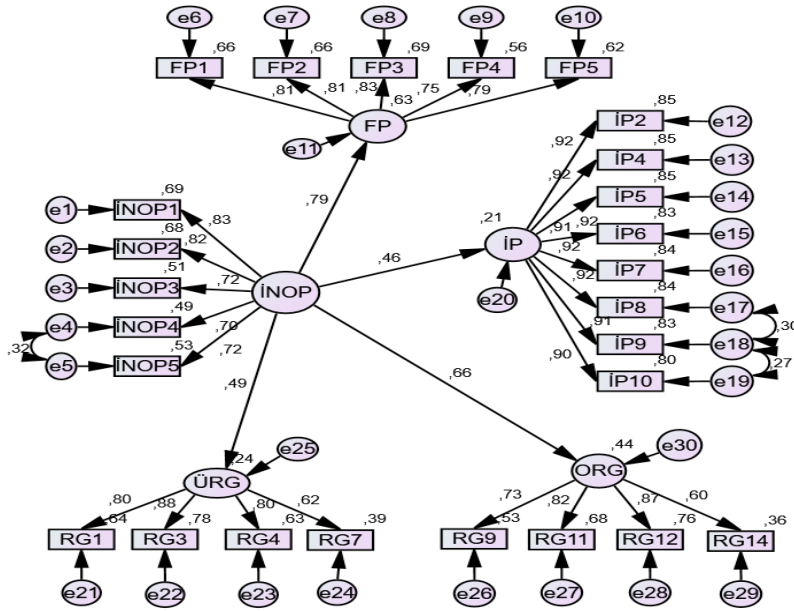 e6 e7 e8 e9 e10
,66 ,66 ,69 ,56 ,62
FP1 FP2 FP3 FP4 FP5
,81 ,81 ,83 ,75 ,79
,63
FP
e11
,79
,69
e1 İNOP1 ,83
,68
e2 İNOP2 ,82
,51
e3 İNOP3 ,72
,49
e4 İNOP4 ,70
,53
e5 İNOP5 ,72
,32
İNOP
,46
,21
İP
e20
,85
,92 İP2 e12
,85
,92 İP4 e13
,85
,91 İP5 e14
,83
,92 İP6 e15
,84
,92 İP7 e16
,84
,92 İP8 e17
,83
,91 İP9 e18
,80
,90 İP10 e19
,30
,27
,49
,66
,24
e25
ÜRG
,80 ,88 ,80 ,62
,64 ,78 ,63 ,39
RG1 RG3 RG4 RG7
e21 e22 e23 e24
,44
e30
ORG
,73 ,82 ,87 ,60
,53 ,68 ,76 ,36
RG9 RG11 RG12 RG14
e26 e27 e28 e29